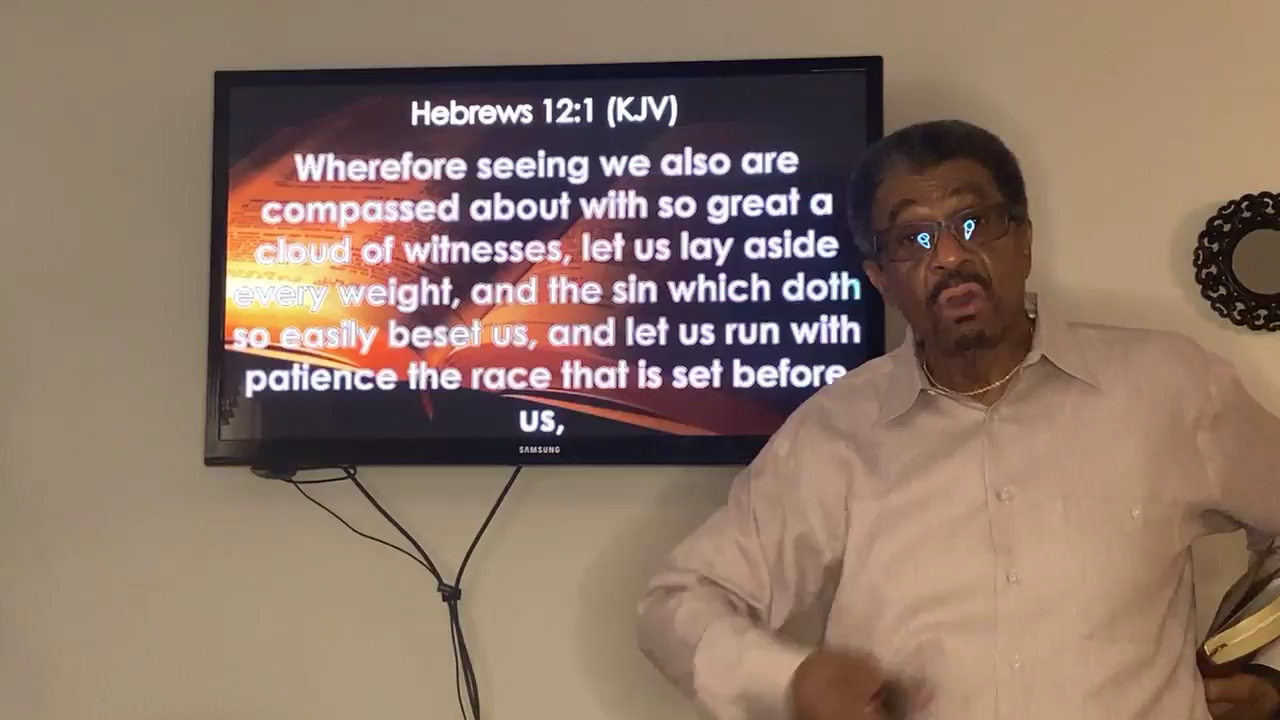 Hebrews 12:1 (KJV)
Wherefore seeing we also are
compassed about with so great a
cloud of witnesses, let us lay aside
every weight, and the sin which doth
so easily beset us, and let us run with
patience the race that is set before
us,
SAMSUNG